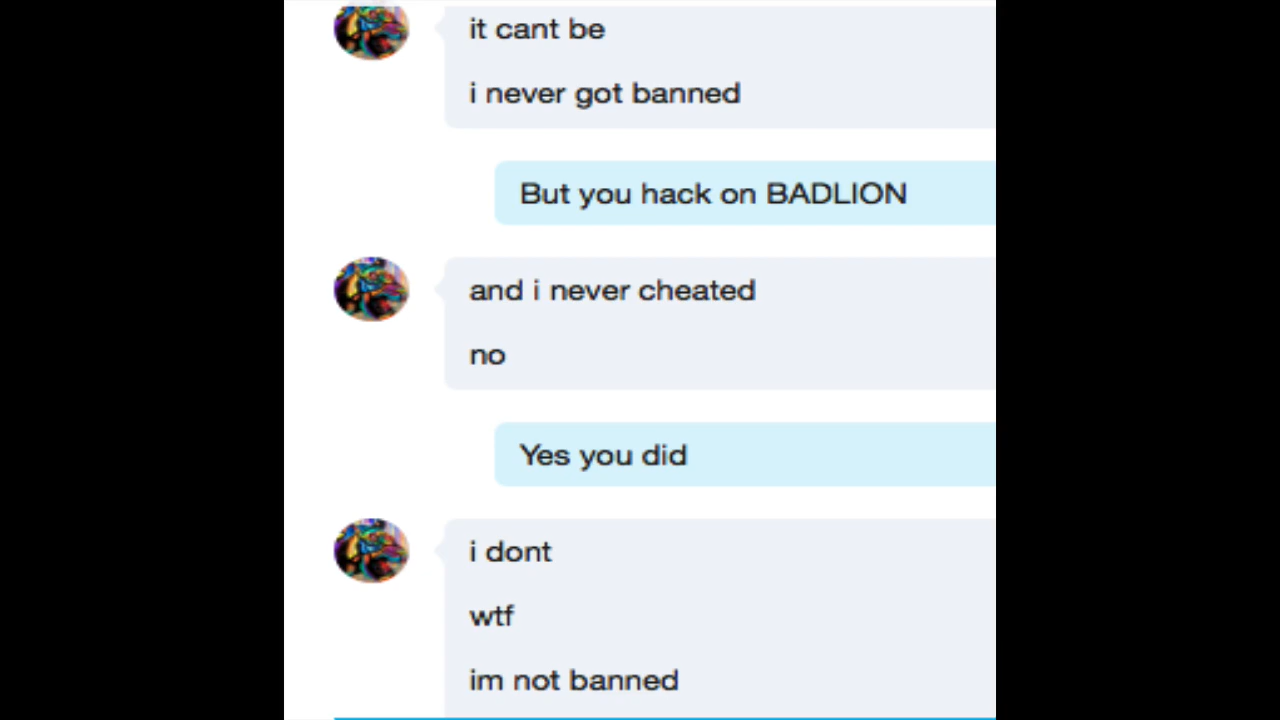 it cant be
i never got banned
But you hack on BADLION
and i never cheated
no
Yes you did
i dont
wtf
im not banned